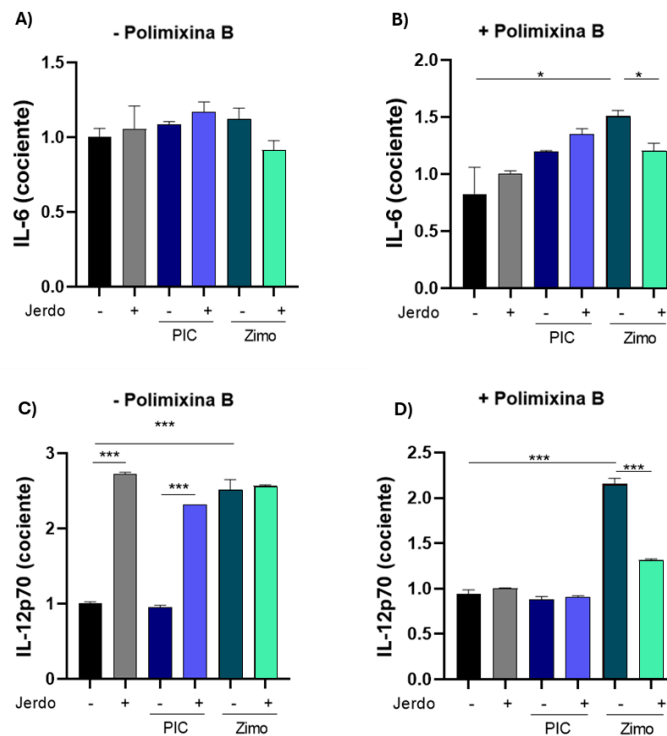 A)
- Polimixina B
IL-6 (cociente)
1.5
1.0
0.5
0.0
Jerdo - + - + - +
PIC Zimo
B)
+ Polimixina B
IL-6 (cociente)
2.0
1.5
1.0
0.5
0.0
* *
Jerdo - + - + - +
PIC Zimo
C)
- Polimixina B
IL-12p70 (cociente)
3
2
1
0
***
*** ***
Jerdo - + - + - +
PIC Zimo
D)
+ Polimixina B
IL-12p70 (cociente)
2.5
2.0
1.5
1.0
0.5
0.0
*** ***
Jerdo - + - + - +
PIC Zimo